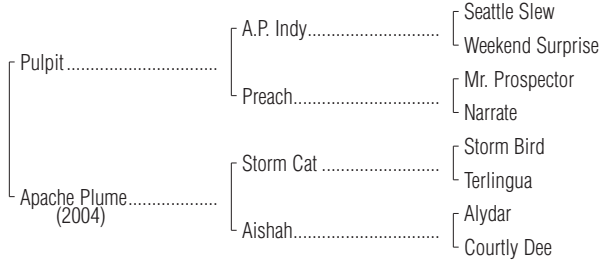 Seattle Slew
A.P. Indy..............................
Weekend Surprise
Pulpit..................................
Mr. Prospector
Preach.................................
Narrate
Storm Bird
Storm Cat ...........................
Terlingua
Apache Plume....................
(2004)
Alydar
Aishah.................................
Courtly Dee